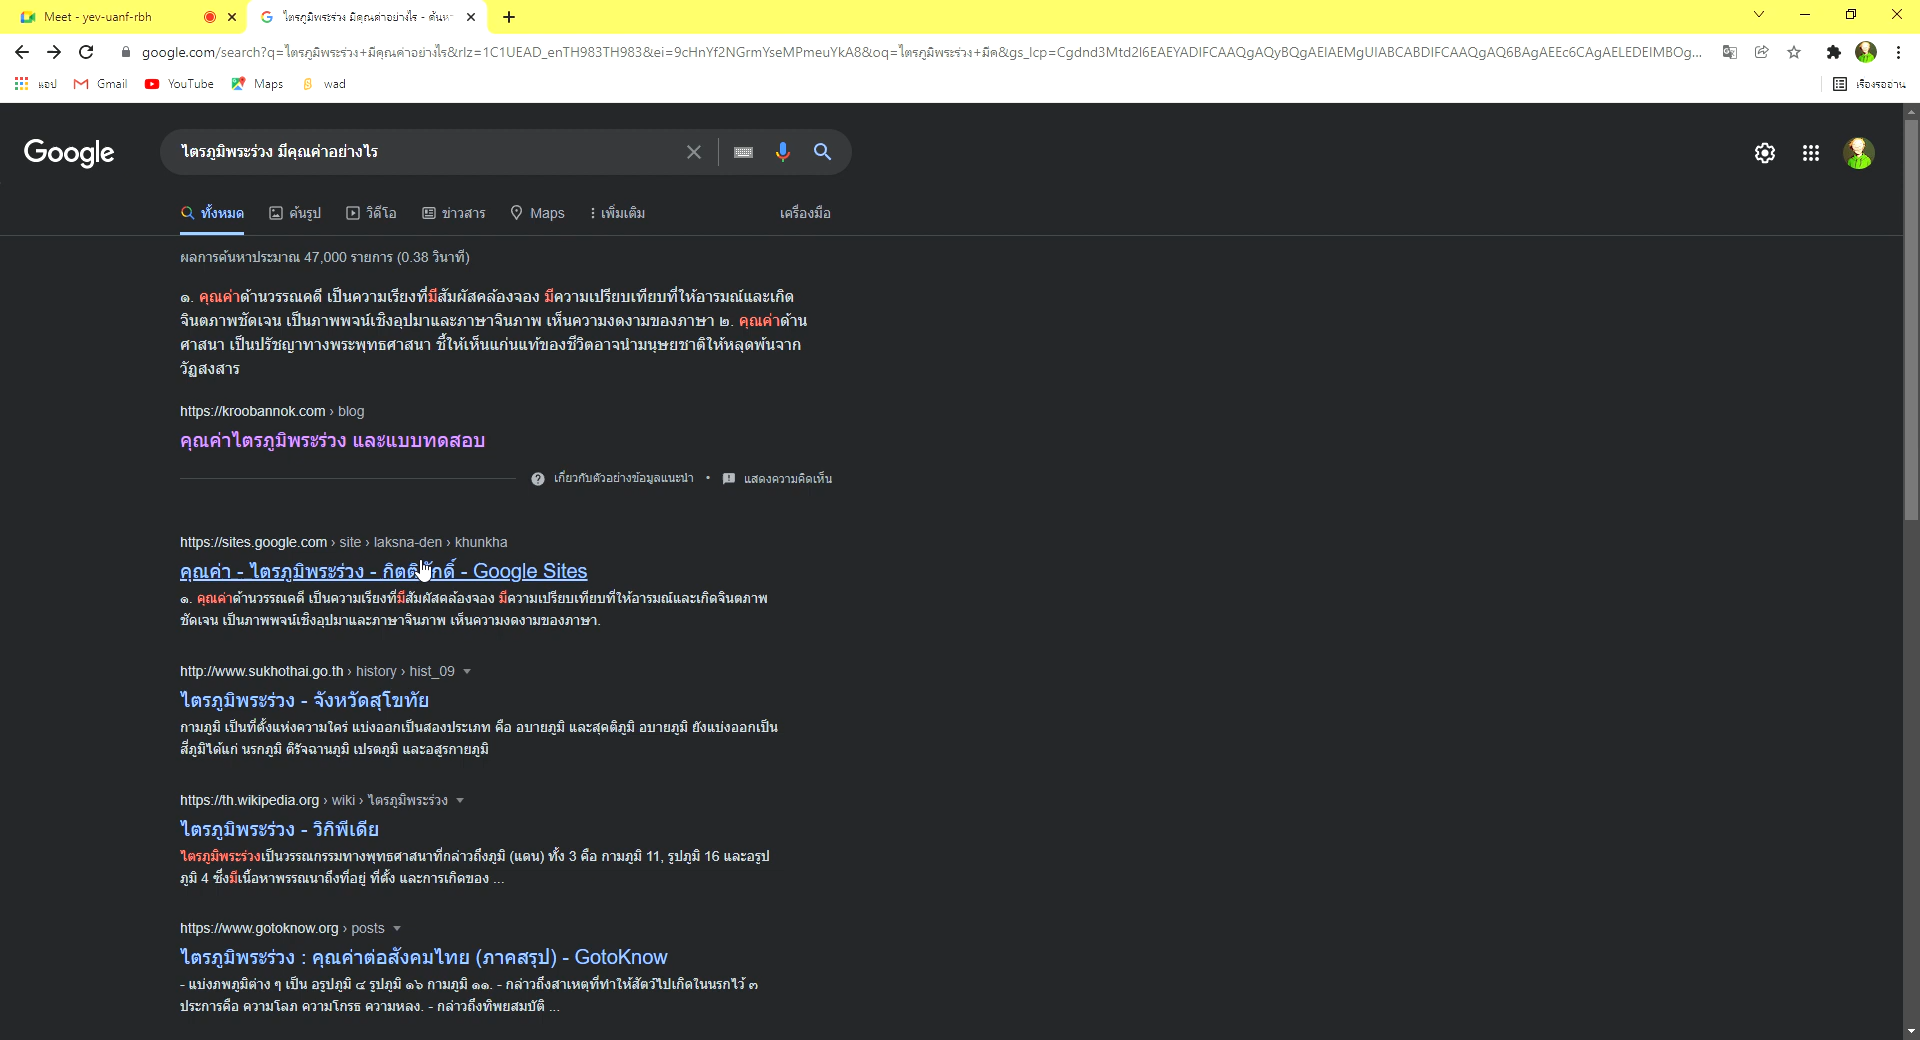 Meet - yev-uanf-rbh
ไตรภูมิพระร่วง มีคุณค่าอย่างไร - ค้นห
google.com/search?q=ไตรภูมิพระร่วง+มีคุณค่าอย่างไร&rlz=1C1UEAD_enTH983TH983&ei=9cHnYf2NGrmYseMPmeuYkA8&oq=ไตรภูมิพระร่วง+มีค&gs_lcp=Cgdnd3Mtd2l6EAEYADIFCAAQgAQyBQgAEIAEMgUIABCABDIFCAAQgAQ6BAgAEEc6CAgAELEDEIMBOg...
แอป
Gmail
YouTube
Maps
wad
เรื่องรออ่าน
Google
ไตรภูมิพระร่วง มีคุณค่าอย่างไร
ทั้งหมด
ค้นรูป
วิดีโอ
ข่าวสาร
Maps
เพิ่มเติม
เครื่องมือ
ผลการค้นหาประมาณ 47,000 รายการ (0.38 วินาที)
๑. คุณค่าด้านวรรณคดี เป็นความเรียงที่มีสัมผัสคล้องจอง มีความเปรียบเทียบที่ให้อารมณ์และเกิด
จินตภาพชัดเจน เป็นภาพพจน์เชิงอุปมาและภาษาจินภาพ เห็นความงดงามของภาษา ๒. คุณค่าด้าน
ศาสนา เป็นปรัชญาทางพระพุทธศาสนา ชี้ให้เห็นแก่นแท้ของชีวิตอาจนำมนุษยชาติให้หลุดพ้นจาก
วัฏสงสาร
https://kroobannok.com › blog
คุณค่าไตรภูมิพระร่วง และแบบทดสอบ
เกี่ยวกับตัวอย่างข้อมูลแนะนำ • แสดงความคิดเห็น
https://sites.google.com › site › laksna-den › khunkha
คุณค่า - ไตรภูมิพระร่วง - กิตติศักดิ์ - Google Sites
๑. คุณค่าด้านวรรณคดี เป็นความเรียงที่มีสัมผัสคล้องจอง มีความเปรียบเทียบที่ให้อารมณ์และเกิดจินตภาพ
ชัดเจน เป็นภาพพจน์เชิงอุปมาและภาษาจินภาพ เห็นความงดงามของภาษา.
http://www.sukhothai.go.th › history › hist_09
ไตรภูมิพระร่วง - จังหวัดสุโขทัย
กามภูมิ เป็นที่ตั้งแห่งความใคร่ แบ่งออกเป็นสองประเภท คือ อบายภูมิ และสุคติภูมิ อบายภูมิ ยังแบ่งออกเป็น
สี่ภูมิได้แก่ นรกภูมิ ดิรัจฉานภูมิ เปรตภูมิ และอสูรกายภูมิ
https://th.wikipedia.org › wiki › ไตรภูมิพระร่วง
ไตรภูมิพระร่วง - วิกิพีเดีย
ไตรภูมิพระร่วงเป็นวรรณกรรมทางพุทธศาสนาที่กล่าวถึงภูมิ (แดน) ทั้ง 3 คือ กามภูมิ 11, รูปภูมิ 16 และอรูป
ภูมิ 4 ซึ่งมีเนื้อหาพรรณนาถึงที่อยู่ ที่ตั้ง และการเกิดของ ...
https://www.gotoknow.org › posts
ไตรภูมิพระร่วง : คุณค่าต่อสังคมไทย (ภาคสรุป) - GotoKnow
- แบ่งภพภูมิต่าง ๆ เป็น อรูปภูมิ ๔ รูปภูมิ ๑๖ กามภูมิ ๑๑. - กล่าวถึงสาเหตุที่ทำให้สัตว์ไปเกิดในนรกไว้ ๓
ประการคือ ความโลภ ความโกรธ ความหลง. - กล่าวถึงทิพยสมบัติ ...